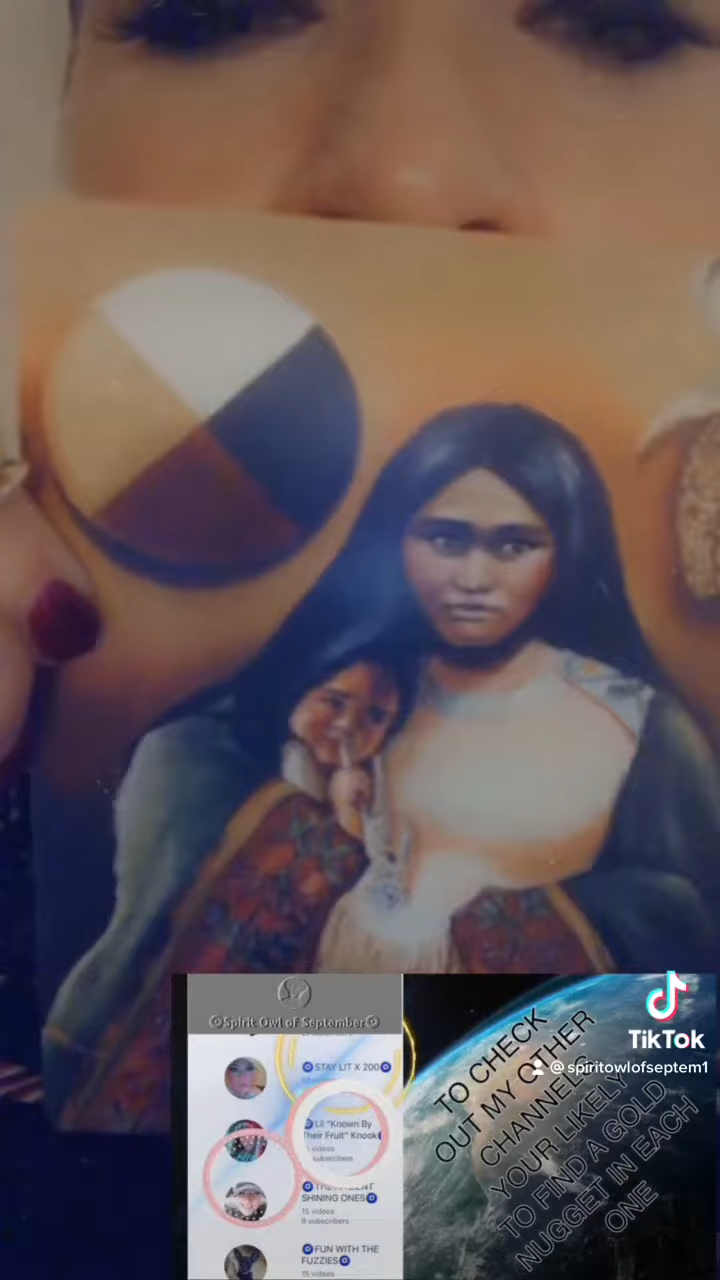 Spirit Owl of September
STAY LIT X 200
Lil "Known By
Their Fruit" Knook
videos
subscribers
SHINING ONES
15 videos
9 subscribers
FUN WITH THE
FUZZIES
15 videos
TO CHECK
OUT MY OTHER
CHANNELS
YOUR LIKELY
TO FIND A GOLD
NUGGET IN EACH
ONE
TikTok
@spiritowlofseptem1